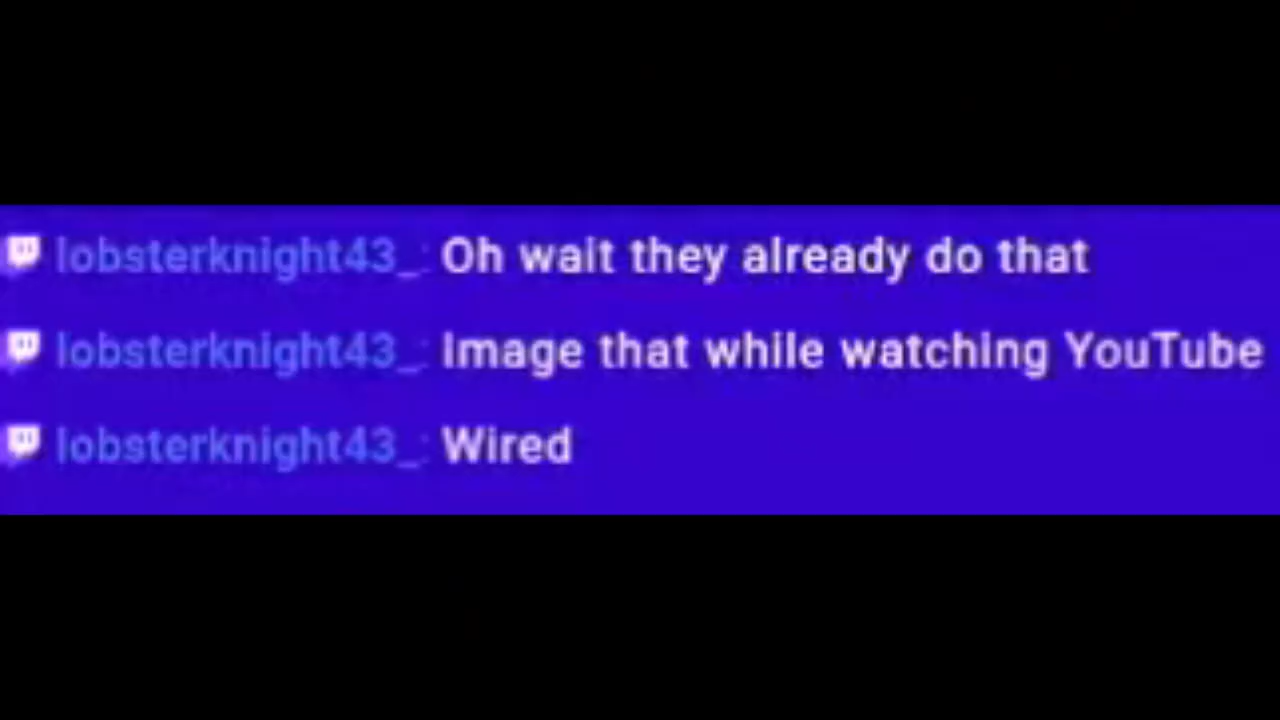 lobsterknight43_: Oh wait they already do that
lobsterknight43_: Image that while watching YouTube
lobsterknight43_: Wired